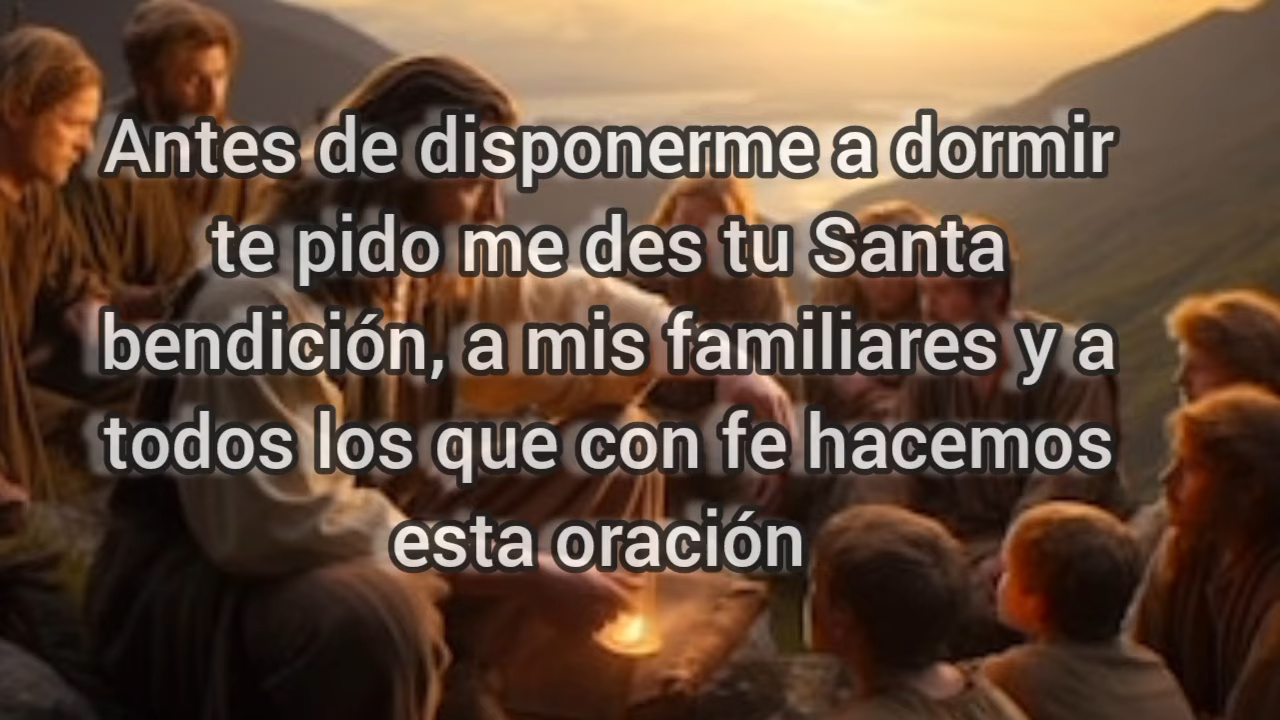 Antes de disponerme a dormir
te pido me des tu Santa
bendición, a mis familiares y a
todos los que con fe hacemos
esta oración